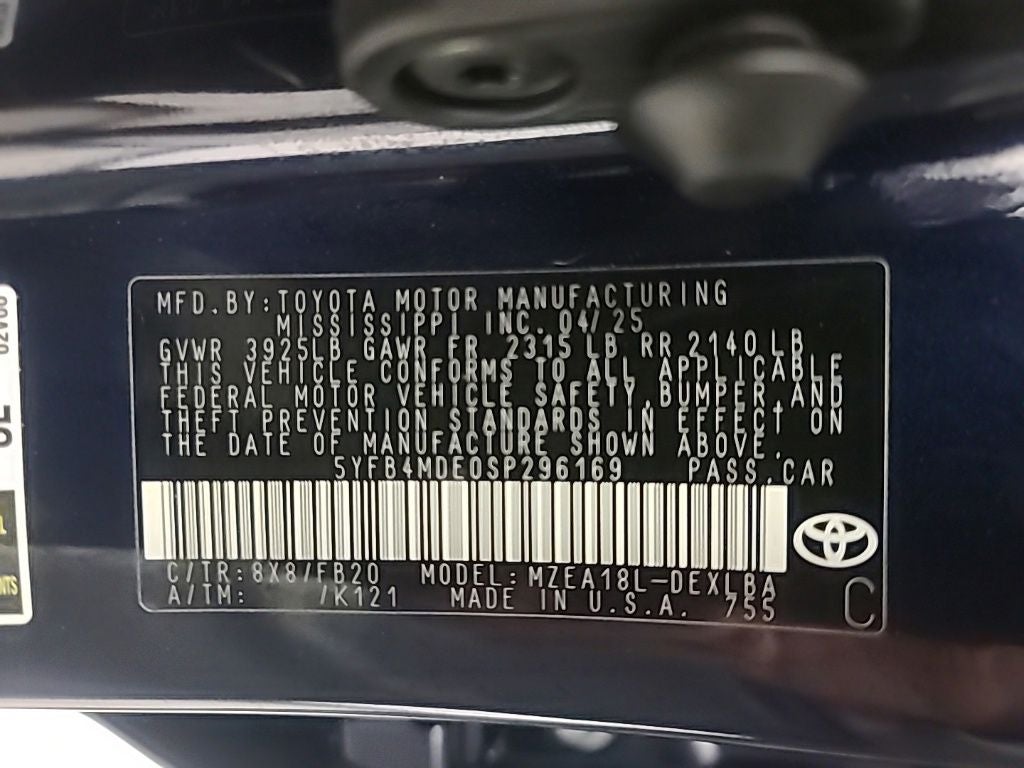 MFD.BY:TOYOTA MOTOR MANUFACTURING
MISSISSIPPI INC. 04/25
GVWR 3925LB GAWR FR 2315 LB RR 2140 LB
THIS VEHICLE CONFORMS TO ALL APPLICABLE
FEDERAL MOTOR VEHICLE SAFETY,BUMPER,AND
THEFT PREVENTION STANDARDS IN EFFECT ON
THE DATE OF MANUFACTURE SHOWN ABOVE.
5YFB4MDE0SP296169 PASS.CAR
C/TR:8X8/FB20 MODEL:MZEA18L-DEXLBA
A/TM: /K121 MADE IN U.S.A. 755
C